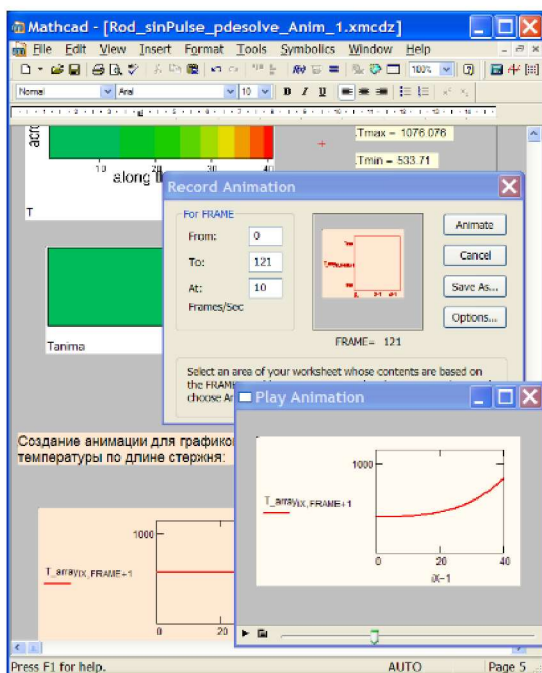 Mathcad - [Rod_sinPulse_pdesolve_Anim_1.xmcdz]
File Edit View Insert Format Tools Symbolics Window Help
100%
Normal Arial 10 B I U
Tmax = 1076.076
Tmin = 533.71
10 30 40
along
T
Record Animation
For FRAME
From: 0
To: 121
At: 10
Frames/Sec
Animate
Cancel
Save As...
Options...
FRAME= 121
Tanima
Select an area of your worksheet whose contents are based on
the FRAME
choose
Play Animation
Создание анимации для
температуры по длине стержня:
1000
T_array iX,FRAME+1
0 20 40
iX-1
1000
T_array iX,FRAME+1
0 20
Press F1 for help. AUTO Page 5